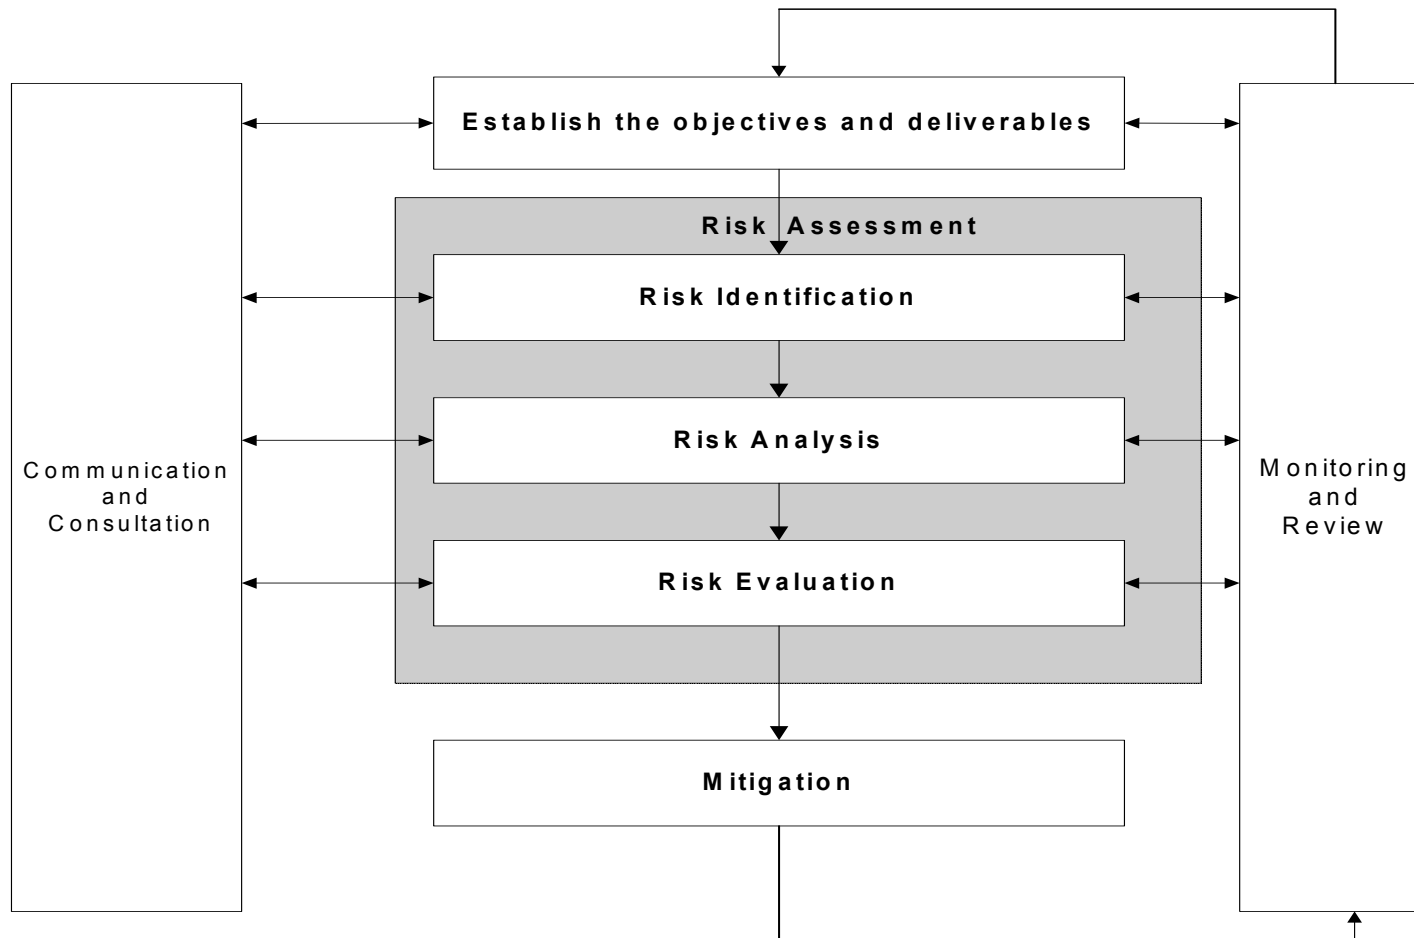 Establish the objectives and deliverables
Risk Assessment
Risk Identification
Risk Analysis
Communication
and
Consultation
Monitoring
and
Review
Risk Evaluation
Mitigation